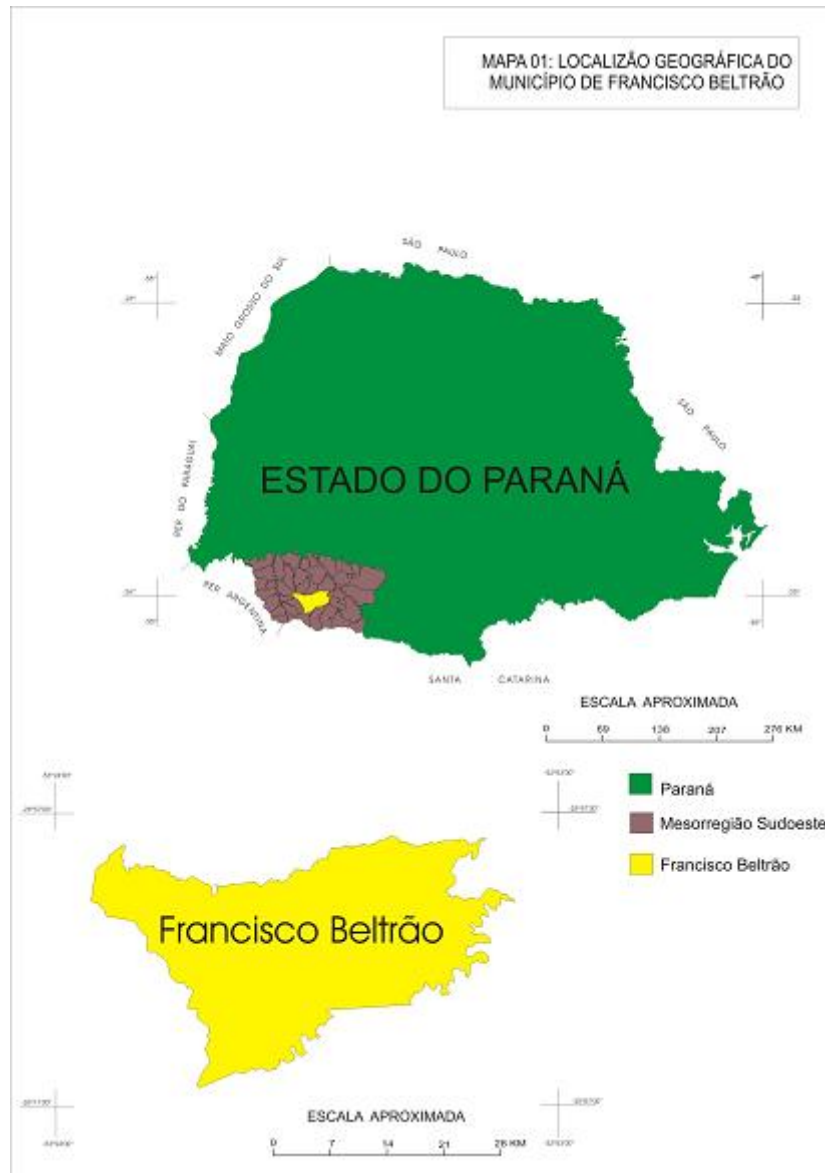 MAPA 01: LOCALIZÃO GEOGRÁFICA DO
MUNICÍPIO DE FRANCISCO BELTRÃO
SÃO PAULO
MATO GROSSO DO SUL
SÃO PAULO
REP DO PARAGUAI
ESTADO DO PARANÁ
REP ARGENTINA
SANTA CATARINA
ESCALA APROXIMADA
0 69 138 207 276 KM
Paraná
Mesorregião Sudoeste
Francisco Beltrão
Francisco Beltrão
ESCALA APROXIMADA
0 7 14 21 28 KM